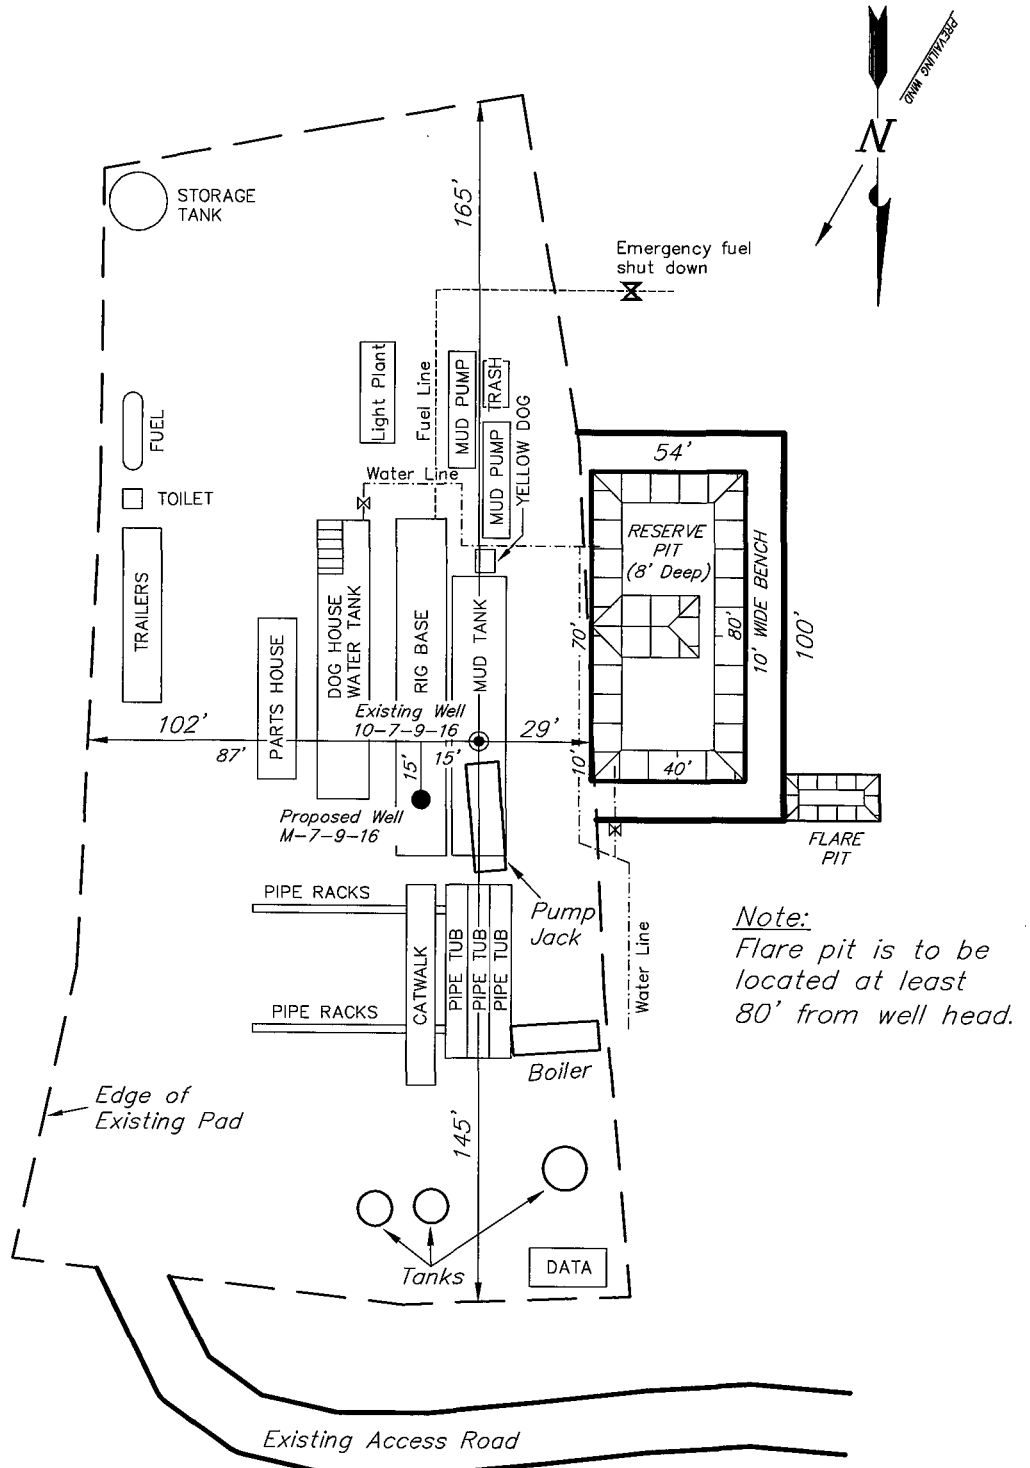 PREVAILING WIND
N
STORAGE
TANK
165'
Emergency fuel
shut down
Light Plant
Fuel Line
MUD PUMP
TRASH
MUD PUMP
YELLOW DOG
FUEL
TOILET
Water Line
54'
RESERVE
PIT
(8' Deep)
80'
10' WIDE BENCH
100'
70'
TRAILERS
PARTS HOUSE
DOG HOUSE
WATER TANK
RIG BASE
MUD TANK
Existing Well
10-7-9-16
102'
87'
15'
15'
29'
10'
40'
Proposed Well
M-7-9-16
FLARE
PIT
PIPE RACKS
Pump
Jack
CATWALK
PIPE TUB
PIPE TUB
PIPE TUB
Water Line
Note:
Flare pit is to be
located at least
80' from well head.
PIPE RACKS
Boiler
Edge of
Existing Pad
145'
Tanks
DATA
Existing Access Road